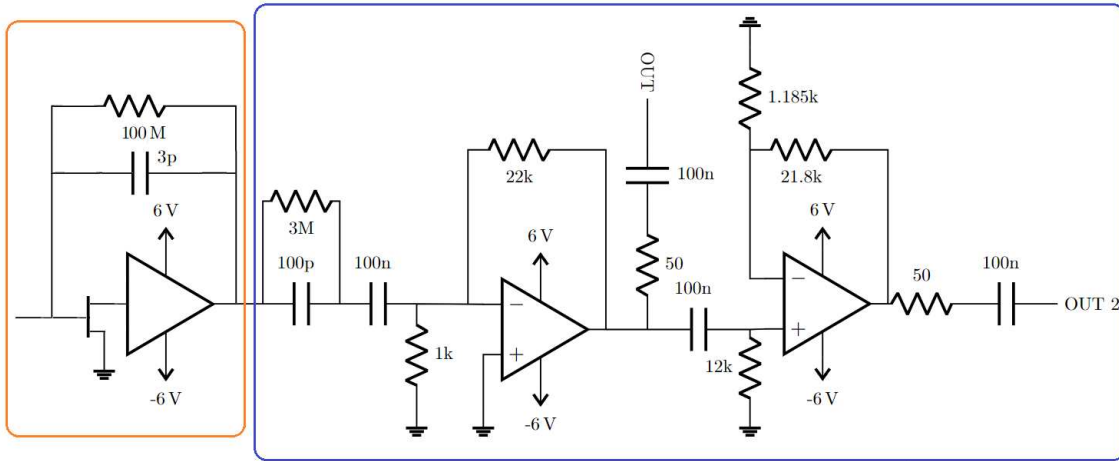 100 M
3p
6 V
-6 V
3M
100p
100n
1k
22k
6 V
−
+
-6 V
OUT
100n
50
100n
12k
1.185k
21.8k
6 V
−
+
-6 V
50
100n
OUT 2